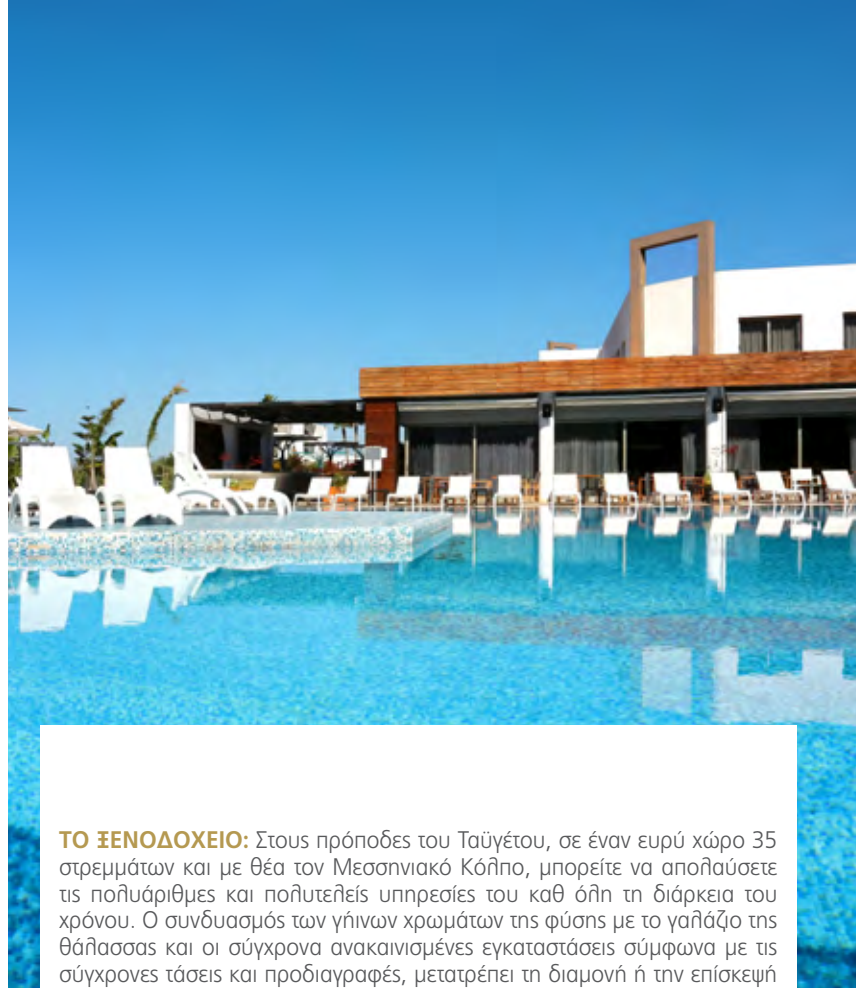 ΤΟ ΞΕΝΟΔΟΧΕΙΟ: Στους πρόποδες του Ταϋγέτου, σε έναν ευρύ χώρο 35
στρεμμάτων και με θέα τον Μεσσηνιακό Κόλπο, μπορείτε να απολαύσετε
τις πολυάριθμες και πολυτελείς υπηρεσίες του καθ όλη τη διάρκεια του
χρόνου. Ο συνδυασμός των γήινων χρωμάτων της φύσης με το γαλάζιο της
θάλασσας και οι σύγχρονα ανακαινισμένες εγκαταστάσεις σύμφωνα με τις
σύγχρονες τάσεις και προδιαγραφές, μετατρέπει τη διαμονή ή την επίσκεψή